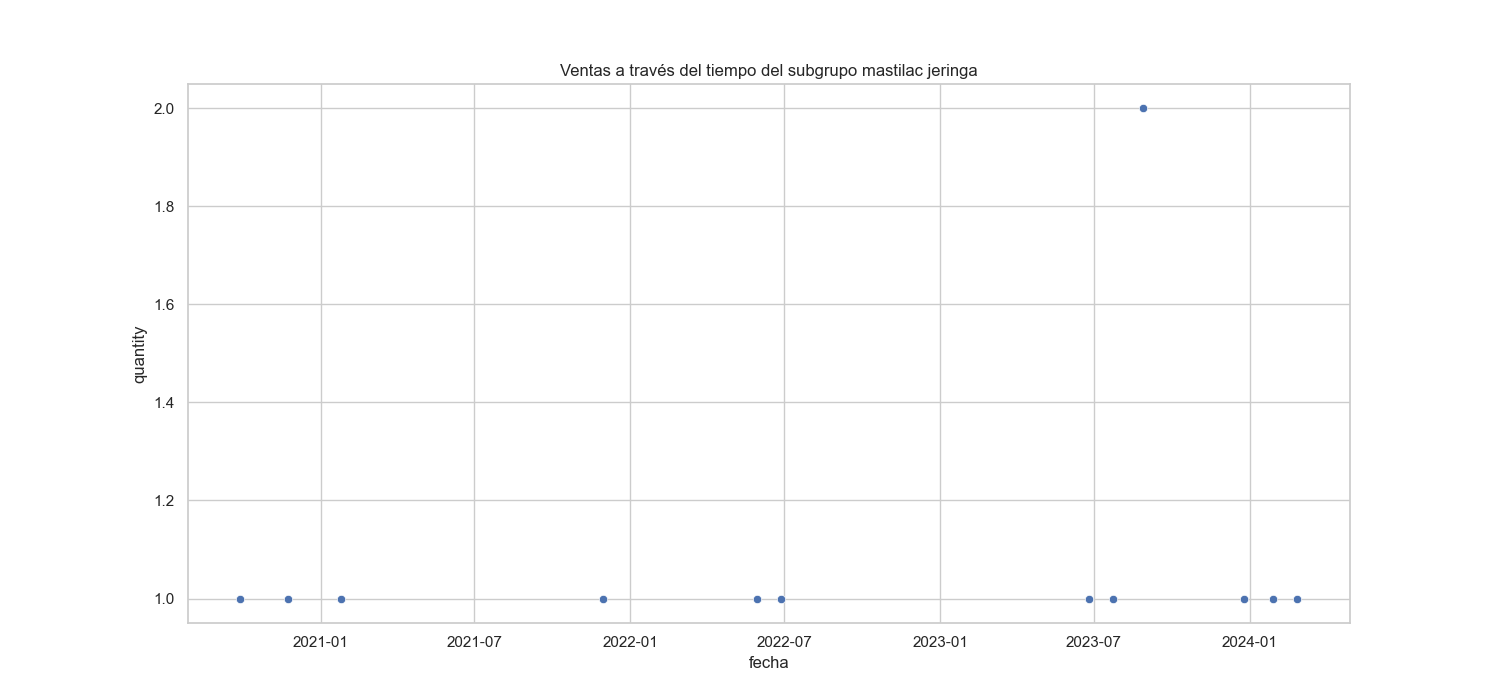 Ventas a través del tiempo del subgrupo mastilac jeringa
2.0
1.8
1.6
1.4
1.2
1.0
quantity
2021-01 2021-07 2022-01 2022-07 2023-01 2023-07 2024-01
fecha